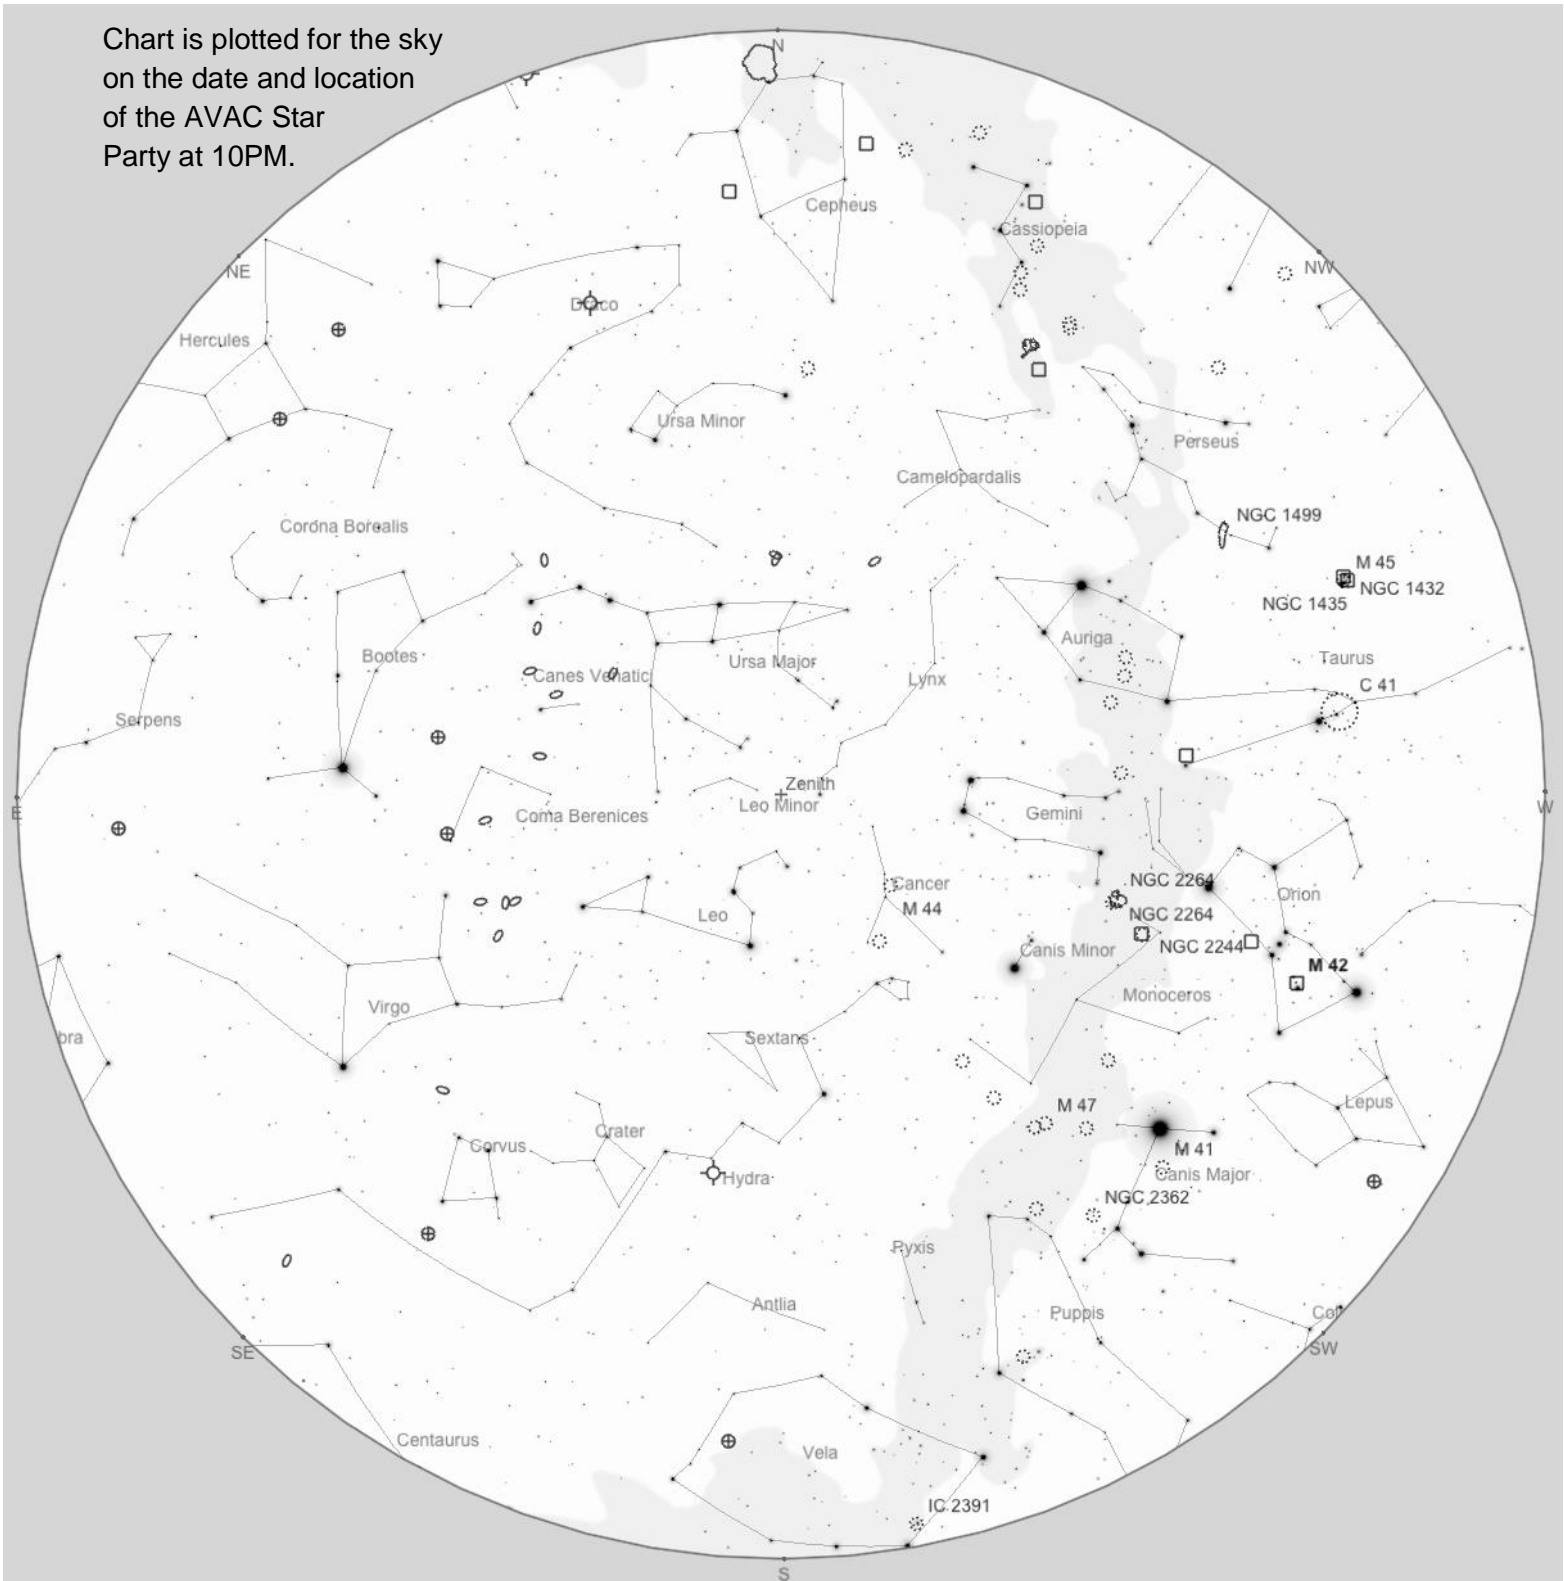 Chart is plotted for the sky
on the date and location
of the AVAC Star
Party at 10PM.
N
Cepheus
Cassiopeia
NE
NW
Draco
Hercules
Ursa Minor
Perseus
Camelopardalis
NGC 1499
Corona Borealis
M 45
NGC 1432
NGC 1435
Auriga
Bootes
Ursa Major
Taurus
Canes Venatic
Lynx
C 41
Serpens
Zenith
Leo Minor
E
W
Coma Berenices
Gemini
NGC 2264
Cancer
Orion
M 44
Leo
NGC 2264
NGC 2244
Canis Minor
M 42
Monoceros
Virgo
bra
Sextans
M 47
Lepus
Crater
Corvus
M 41
Canis Major
Hydra
NGC 2362
Pyxis
Antlia
Puppis
Col
SE
SW
Centaurus
Vela
IC 2391
S